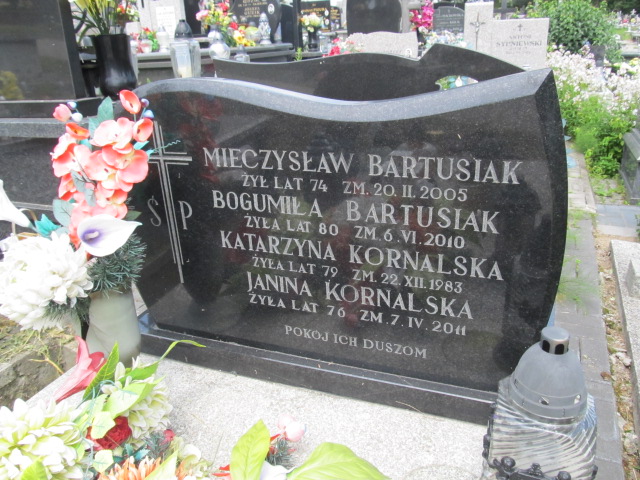 MIECZYSŁAW BARTUSIAK
ŻYŁ LAT 74 ZM. 20.II.2005
BOGUMIŁA BARTUSIAK
ŻYŁA LAT 80 ZM. 6.VI.2010
Ś P
KATARZYNA KORNALSKA
ŻYŁA LAT 79 ZM. 22.XII.1983
JANINA KORNALSKA
ŻYŁA LAT 76 ZM. 7.IV.2011
POKÓJ ICH DUSZOM